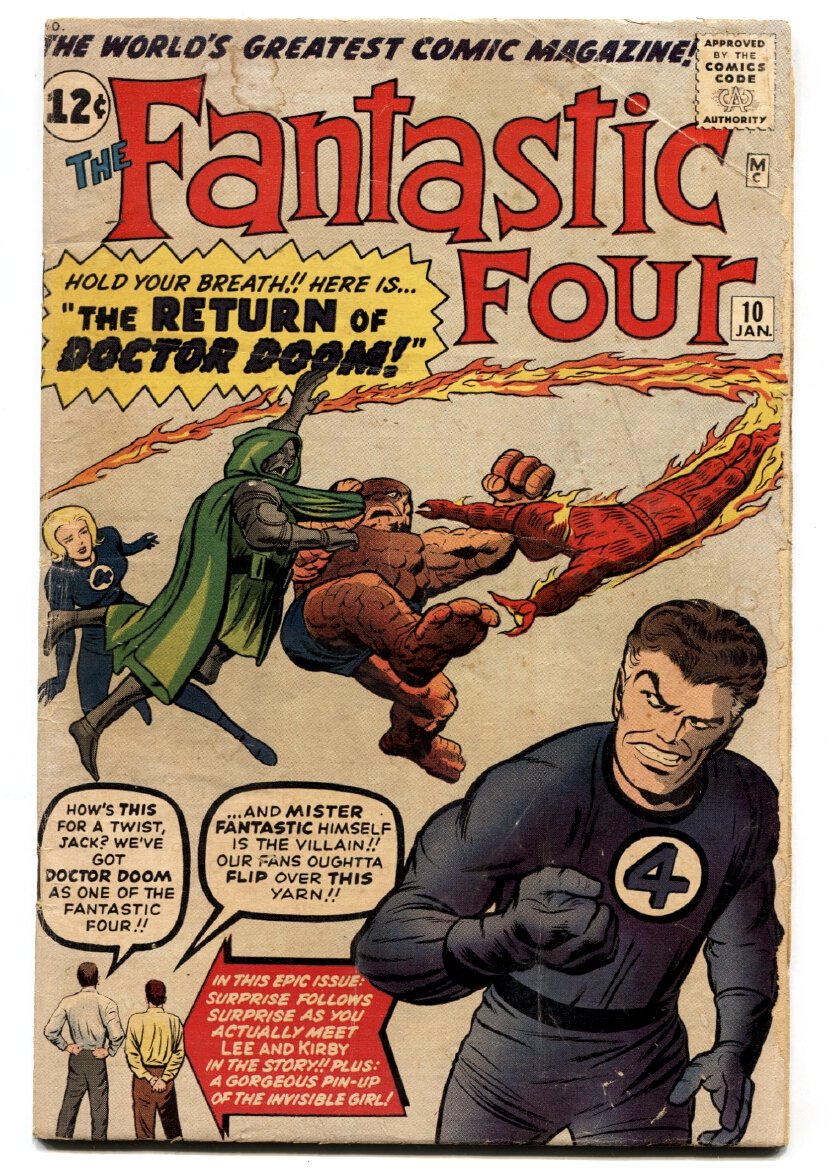 D.
THE WORLD'S GREATEST COMIC MAGAZINE!
APPROVED
BY THE
COMICS
CODE
CA
AUTHORITY
12¢
THE
Fantastic
Four
M
C
10
JAN.
HOLD YOUR BREATH!! HERE IS...
"THE RETURN OF
DOCTOR DOOM!"
4
4
HOW'S THIS
FOR A TWIST,
JACK? WE'VE
GOT
DOCTOR DOOM
AS ONE OF THE
FANTASTIC
FOUR.!!
...AND MISTER
FANTASTIC HIMSELF
IS THE VILLAIN!!
OUR FANS OUGHTTA
FLIP OVER THIS
YARN!!
IN THIS EPIC ISSUE:
SURPRISE FOLLOWS
SURPRISE AS YOU
ACTUALLY MEET
LEE AND KIRBY
IN THE STORY!! PLUS:
A GORGEOUS PIN-UP
OF THE INVISIBLE GIRL!